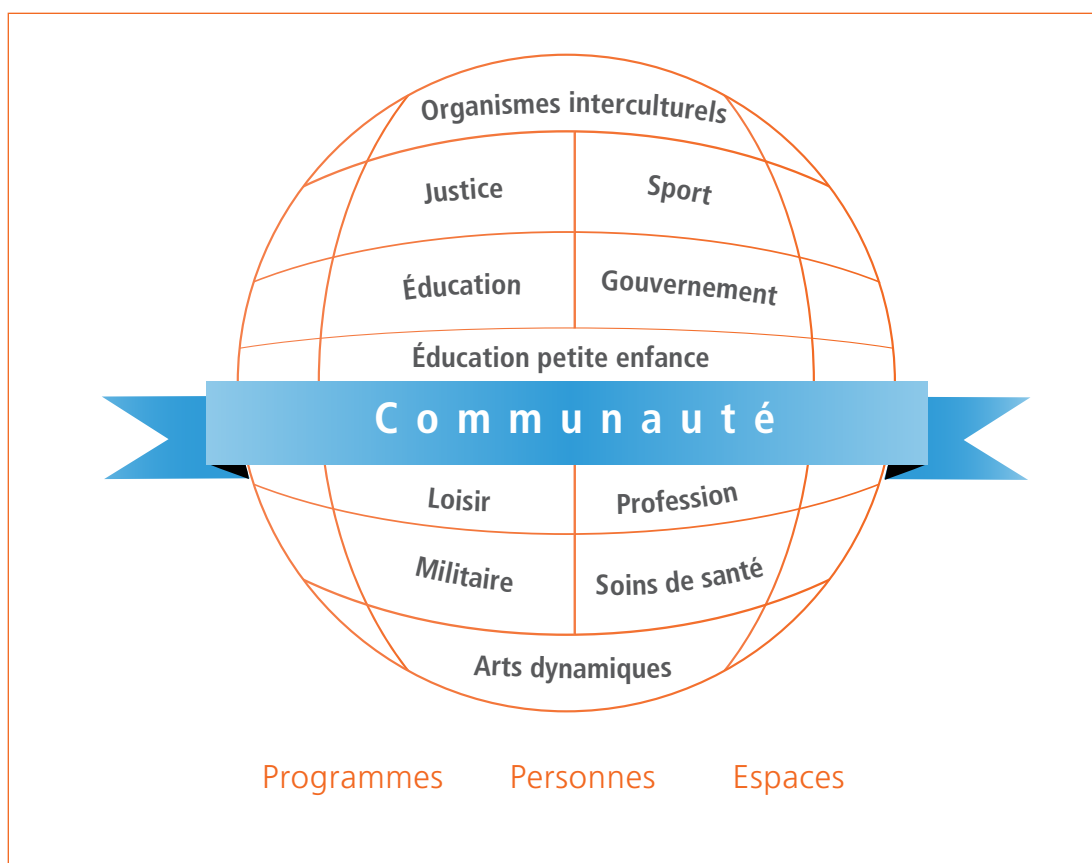 Organismes interculturels
Justice
Sport
Éducation
Gouvernement
Éducation petite enfance
Communauté
Loisir
Profession
Militaire
Soins de santé
Arts dynamiques
Programmes Personnes Espaces